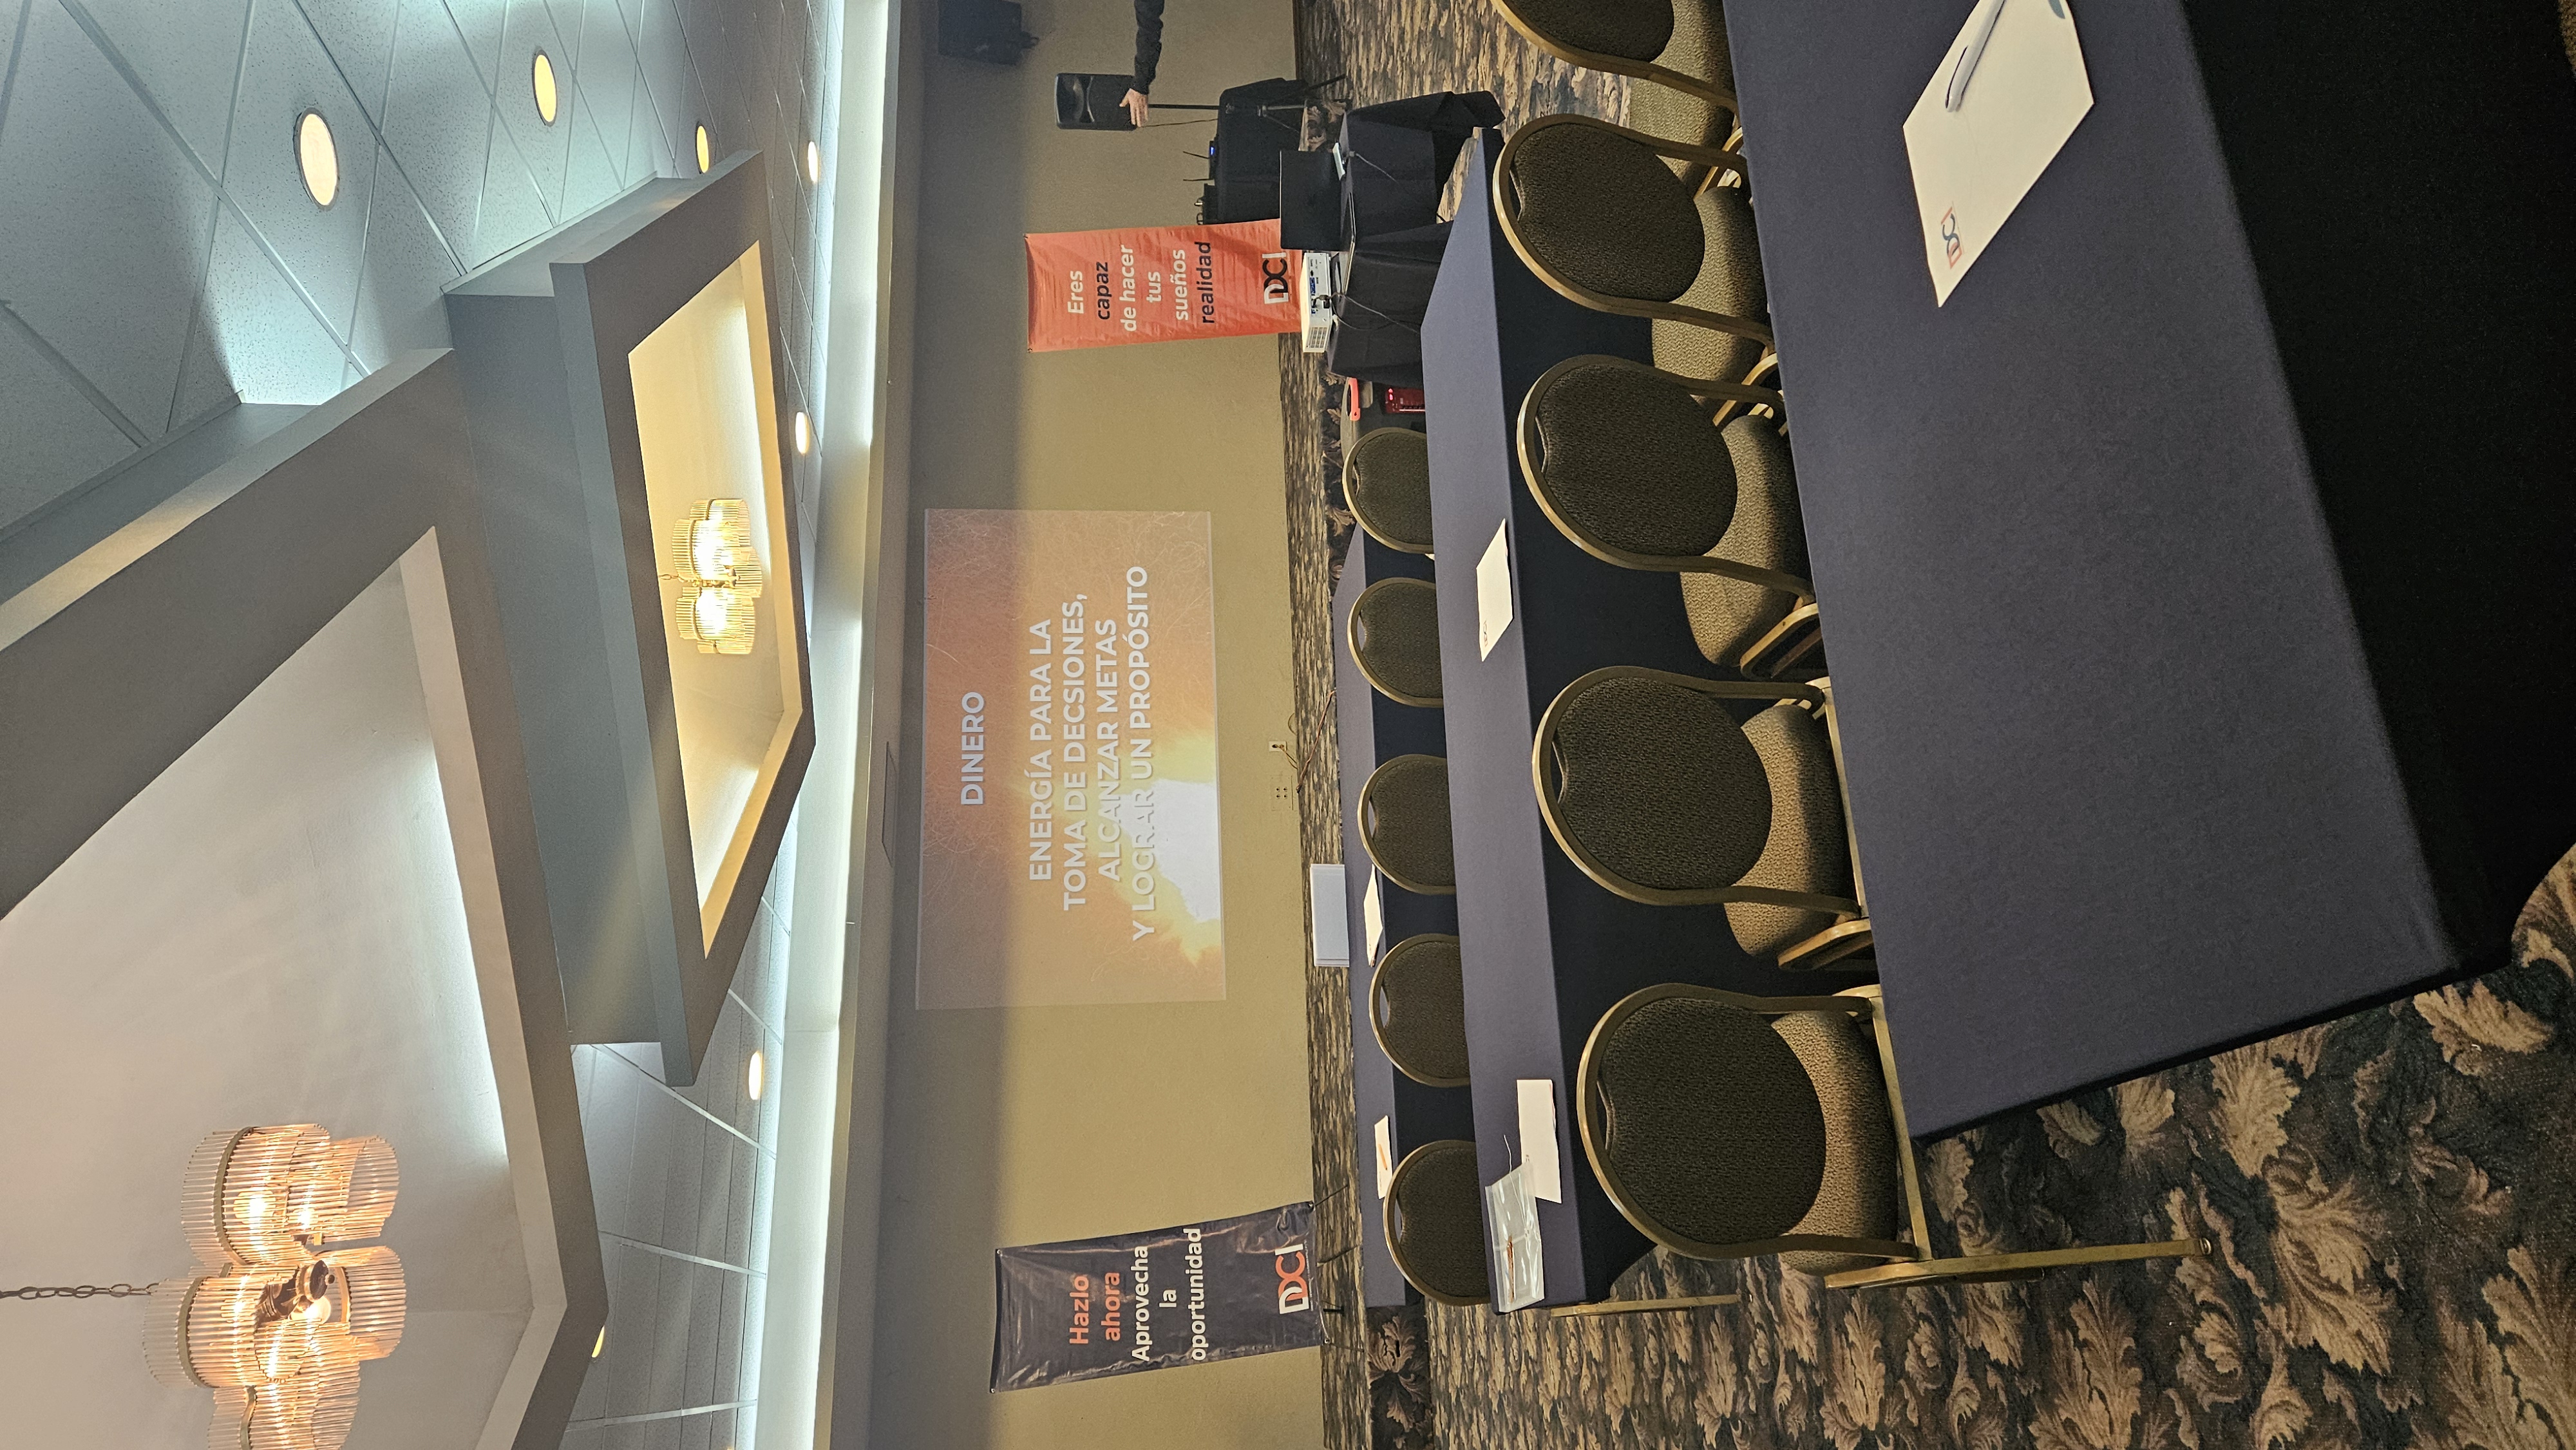 DINERO
ENERGÍA PARA LA
TOMA DE DECSIONES,
ALCANZAR METAS
Y LOGRAR UN PROPÓSITO
Hazlo
ahora
Aprovecha
la
oportunidad
DDCI
Eres
capaz
de hacer
tus
sueños
realidad
DDCI
DDCI